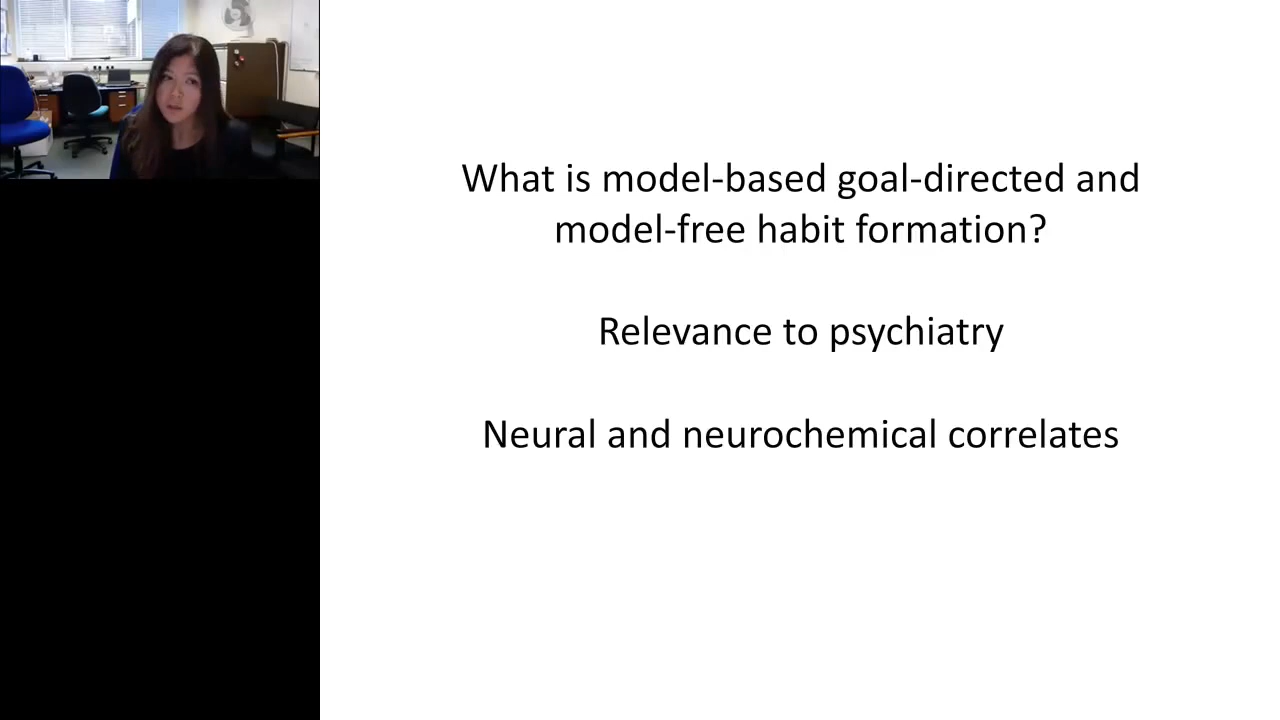 What is model-based goal-directed and
model-free habit formation?
Relevance to psychiatry
Neural and neurochemical correlates